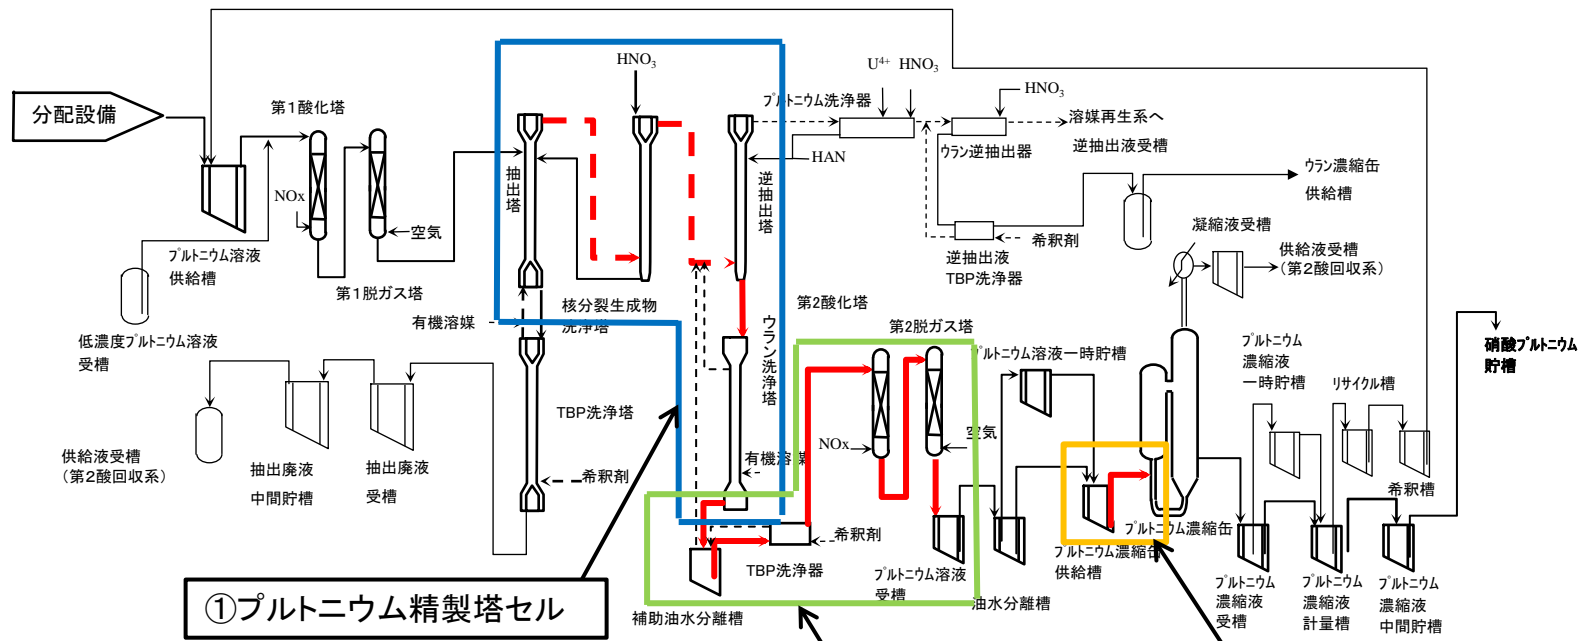 HNO₃
U⁴⁺ HNO₃
HNO₃
分配設備
第1酸化塔
プルトニウム洗浄器
溶媒再生系へ
逆抽出液受槽
ウラン逆抽出器
HAN
抽出塔
逆抽出塔
NOx
空気
ウラン濃縮缶
供給槽
凝縮液受槽
プルトニウム溶液
供給槽
希釈剤
逆抽出液
TBP洗浄器
供給液受槽
(第2酸回収系)
第1脱ガス塔
核分裂生成物
洗浄塔
第2酸化塔
有機溶媒
ウラン洗浄塔
第2脱ガス塔
低濃度プルトニウム溶液
受槽
プルトニウム溶液一時貯槽
プルトニウム
濃縮液
一時貯槽
硝酸プルトニウム
貯槽
リサイクル槽
TBP洗浄塔
NOx
空気
供給液受槽
(第2酸回収系)
抽出廃液
中間貯槽
抽出廃液
受槽
希釈剤
有機溶媒
希釈槽
希釈剤
プルトニウム濃縮缶
TBP洗浄器
プルトニウム溶液
受槽
プルトニウム濃縮缶
供給槽
油水分離槽
補助油水分離槽
プルトニウム
濃縮液
受槽
プルトニウム
濃縮液
計量槽
プルトニウム
濃縮液
中間貯槽
①プルトニウム精製塔セル